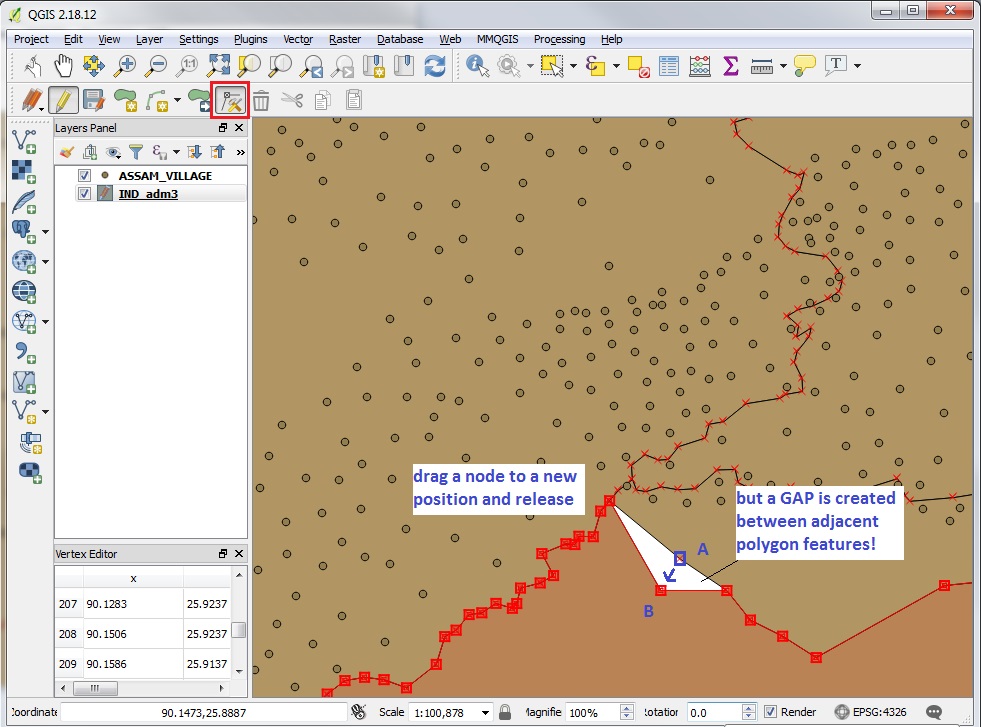 QGIS 2.18.12
Project Edit View Layer Settings Plugins Vector Raster Database Web MMQGIS Processing Help
Layers Panel
ASSAM_VILLAGE
IND_adm3
drag a node to a new
position and release
but a GAP is created
between adjacent
polygon features!
A
B
Vertex Editor
x
207 90.1283 25.9237
208 90.1506 25.9237
209 90.1586 25.9137
:oordinate 90.1473,25.8887 Scale 1:100,878 Magnifie 100% Rotation 0.0 Render EPSG:4326